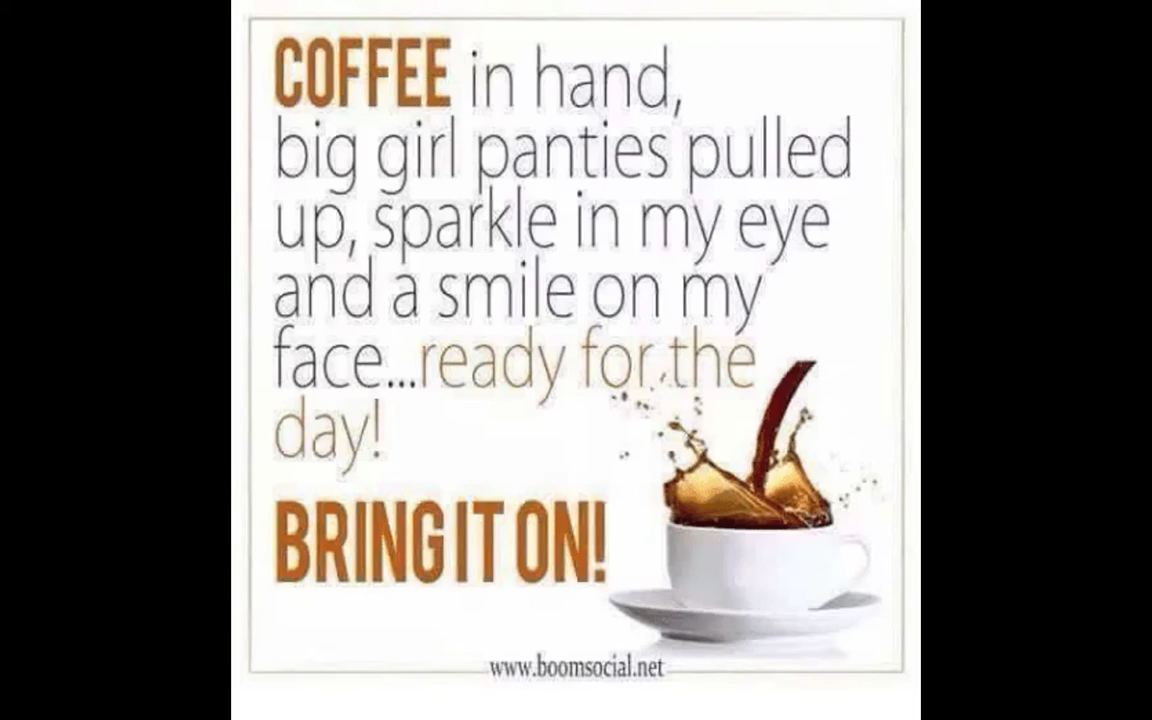 COFFEE in hand,
big girl panties pulled
up, sparkle in my eye
and a smile on my
face...ready for the
day!
BRING IT ON!
www.boomsocial.net